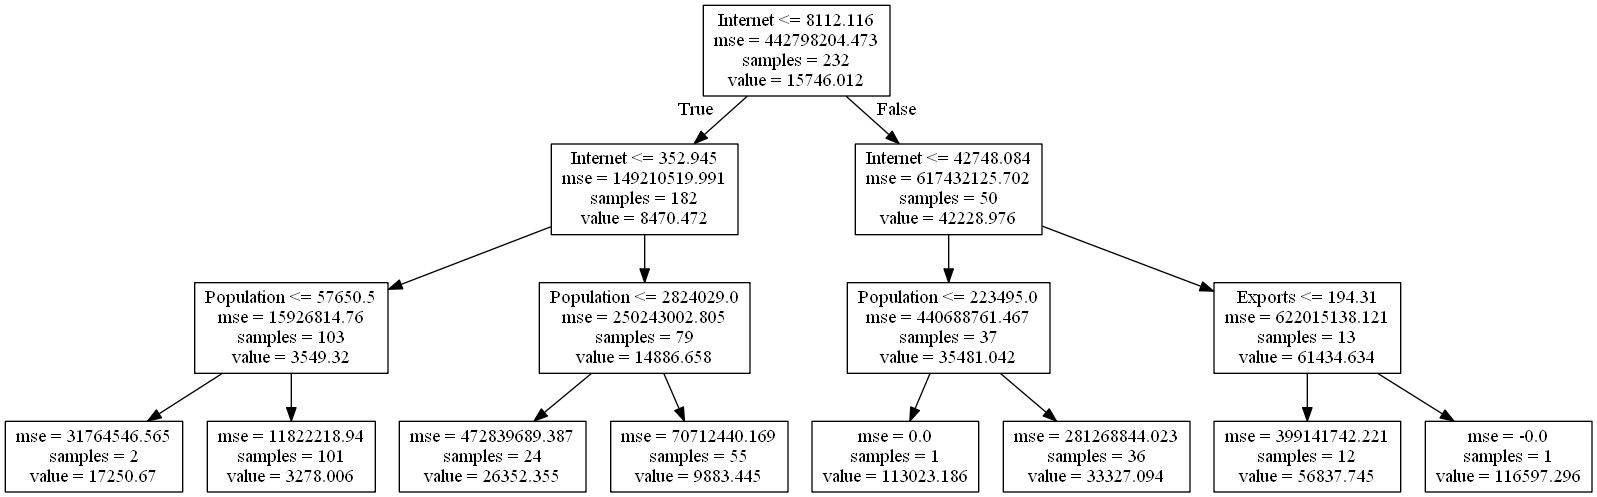 Internet <= 8112.116
mse = 442798204.473
samples = 232
value = 15746.012
True
False
Internet <= 352.945
mse = 149210519.991
samples = 182
value = 8470.472
Internet <= 42748.084
mse = 617432125.702
samples = 50
value = 42228.976
Population <= 57650.5
mse = 15926814.76
samples = 103
value = 3549.32
Population <= 2824029.0
mse = 250243002.805
samples = 79
value = 14886.658
Population <= 223495.0
mse = 440688761.467
samples = 37
value = 35481.042
Exports <= 194.31
mse = 622015138.121
samples = 13
value = 61434.634
mse = 31764546.565
samples = 2
value = 17250.67
mse = 11822218.94
samples = 101
value = 3278.006
mse = 472839689.387
samples = 24
value = 26352.355
mse = 70712440.169
samples = 55
value = 9883.445
mse = 0.0
samples = 1
value = 113023.186
mse = 281268844.023
samples = 36
value = 33327.094
mse = 399141742.221
samples = 12
value = 56837.745
mse = -0.0
samples = 1
value = 116597.296